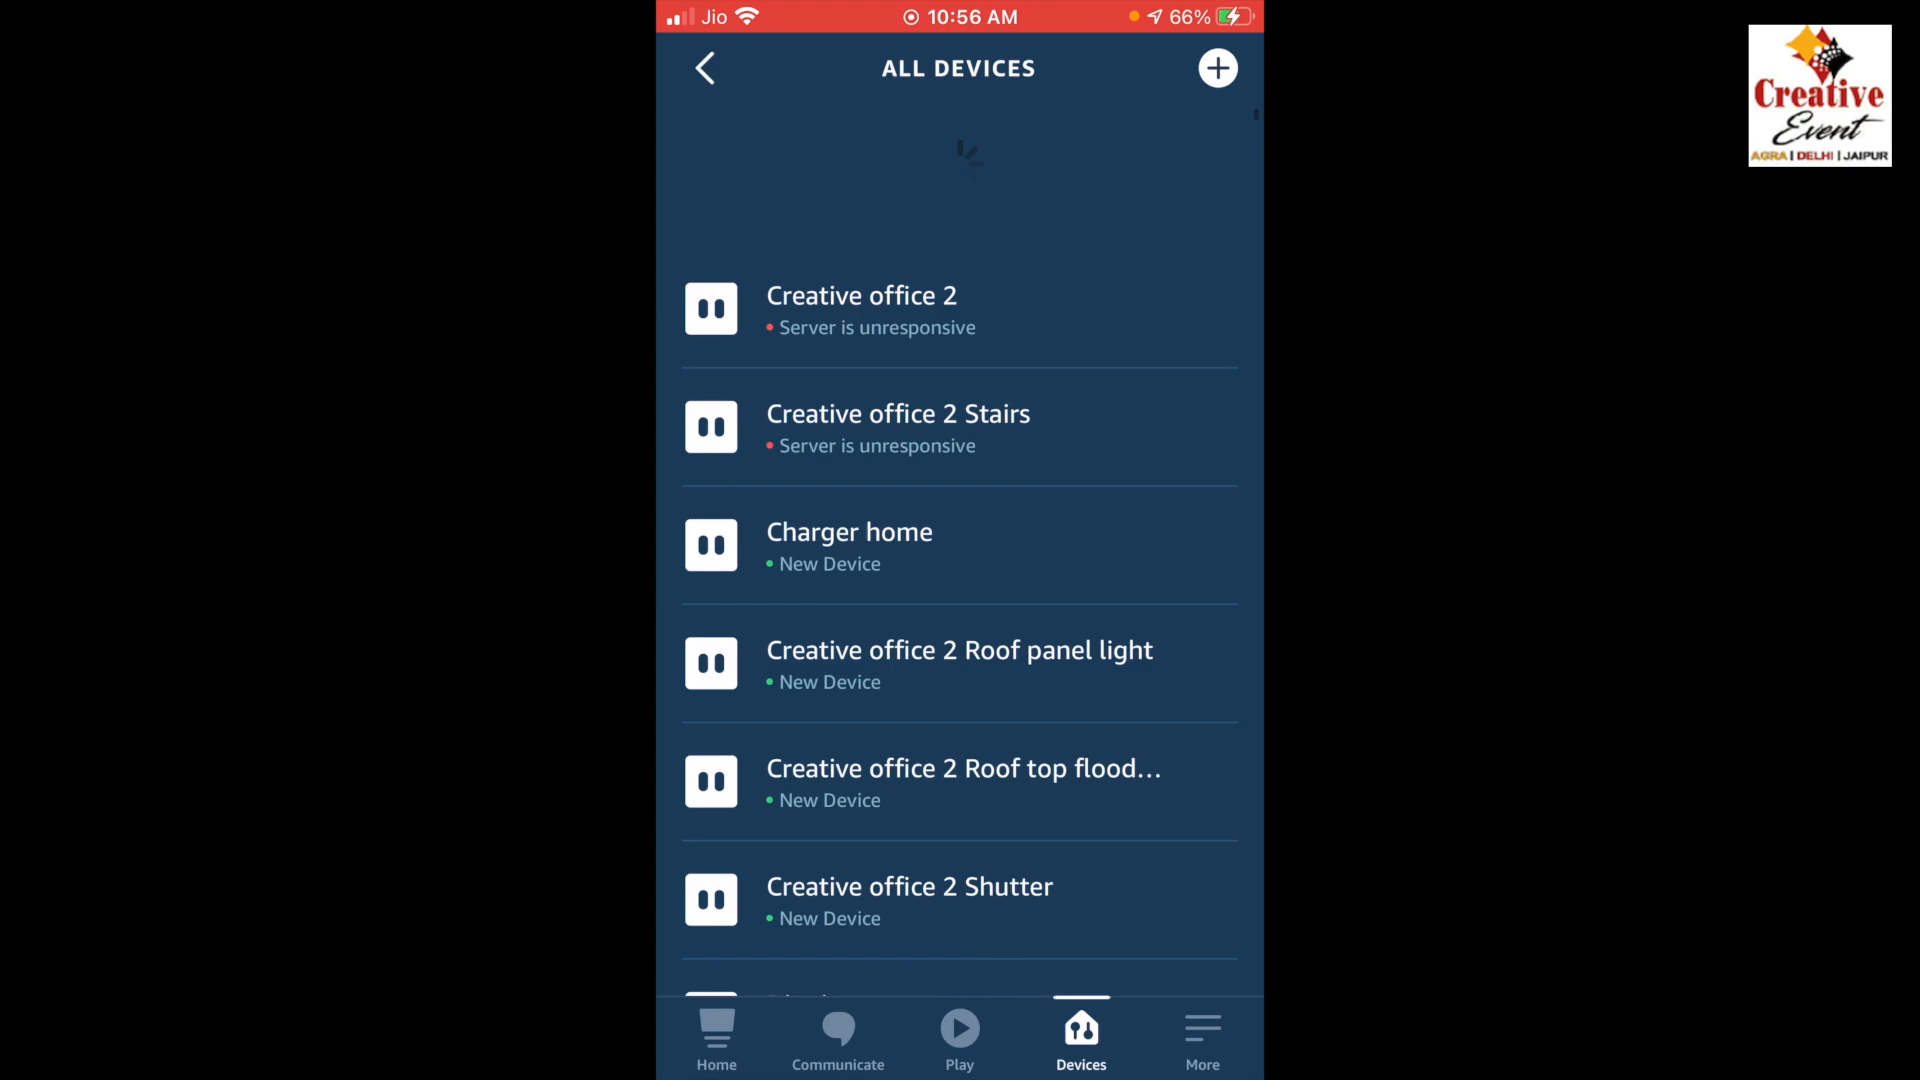 Jio 10:56 AM 66%
ALL DEVICES
Creative
Event
AGRA | DELHI | JAIPUR
Creative office 2
Server is unresponsive
Creative office 2 Stairs
Server is unresponsive
Charger home
New Device
Creative office 2 Roof panel light
New Device
Creative office 2 Roof top flood...
New Device
Creative office 2 Shutter
New Device
Home Communicate Play Devices More